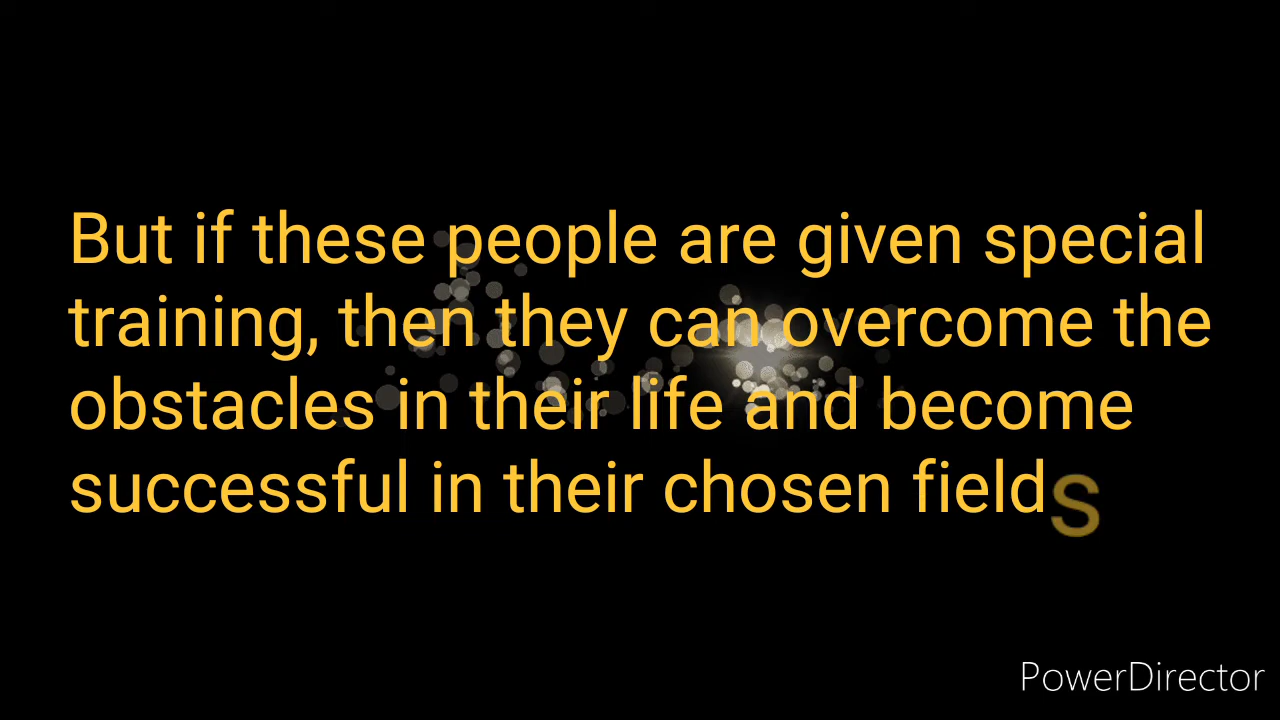 But if these people are given special
training, then they can overcome the
obstacles in their life and become
successful in their chosen fields
PowerDirector